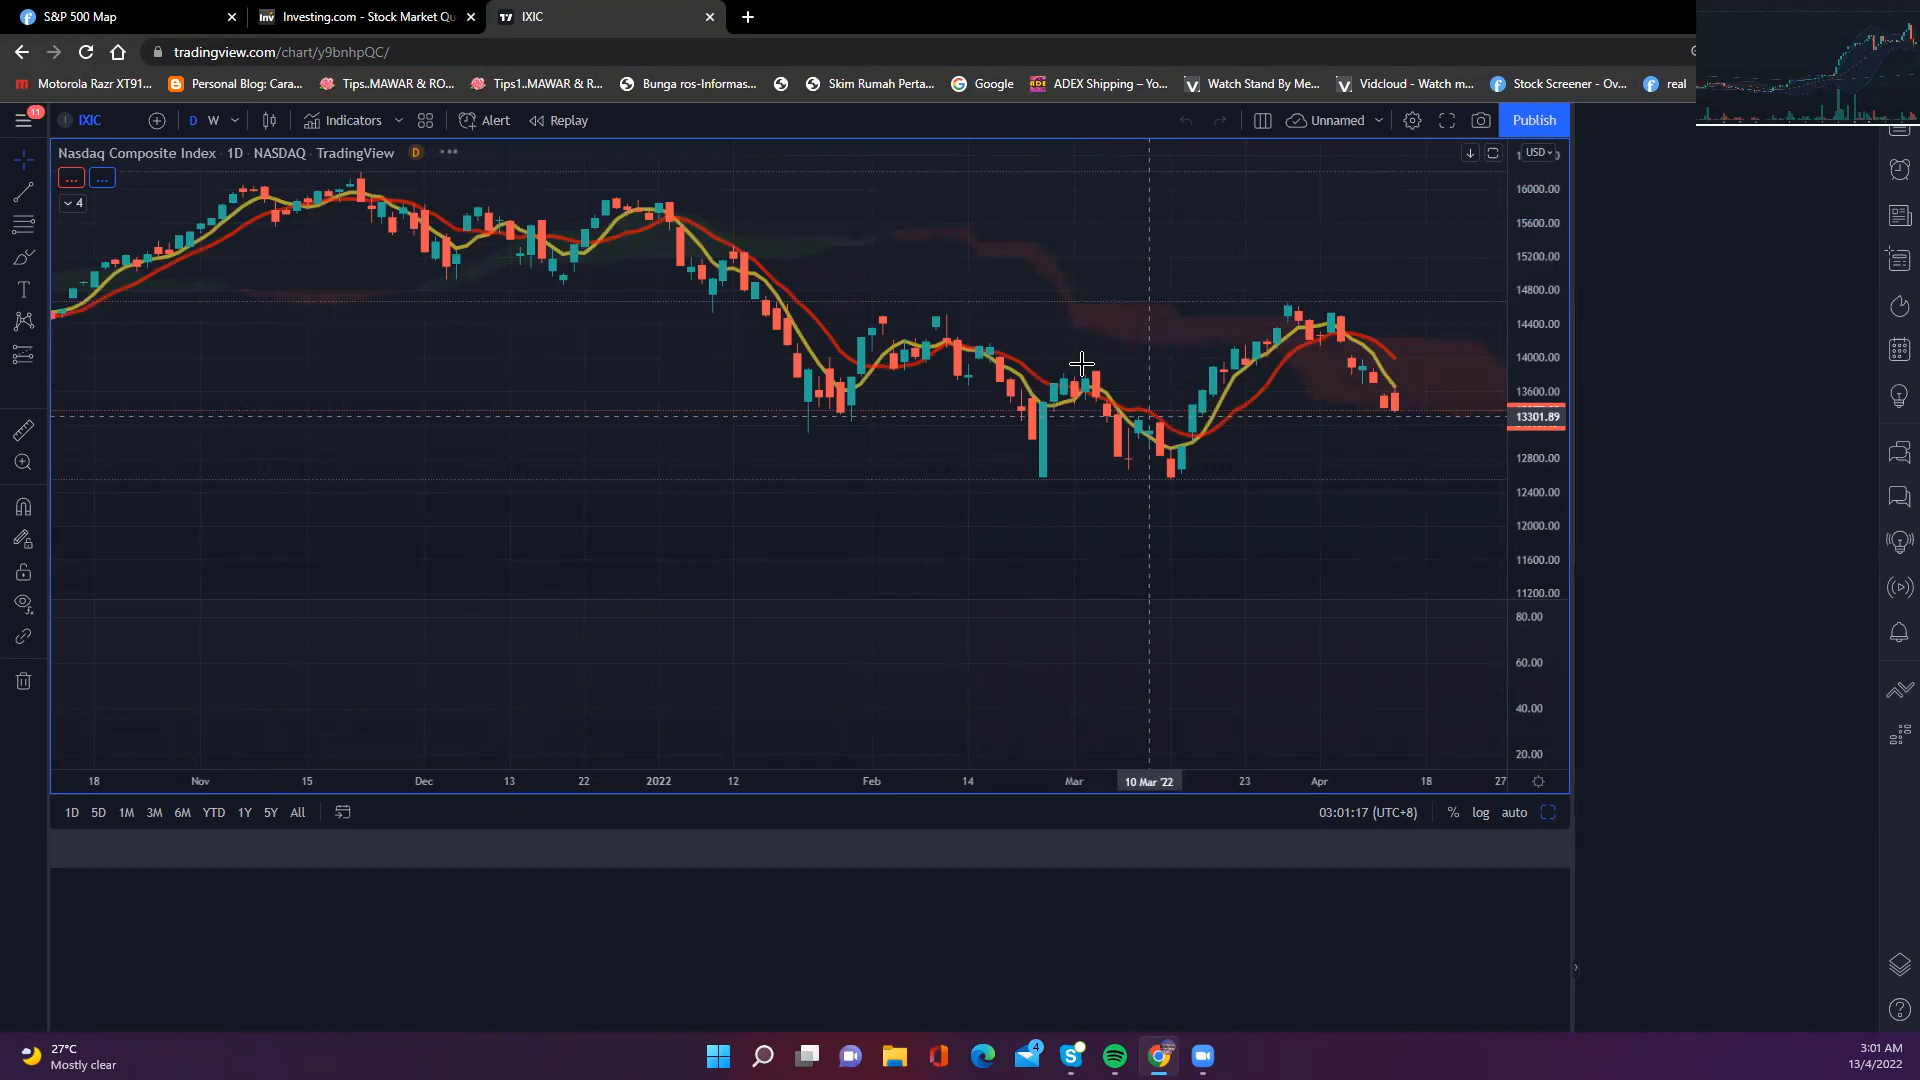 S&P 500 Map
Investing.com - Stock Market Qu
IXIC
tradingview.com/chart/y9bnhpQC/
Motorola Razr XT91...
Personal Blog: Cara...
Tips..MAWAR & RO...
Tips1..MAWAR & R...
Bunga ros-Informas...
Skim Rumah Perta...
Google
ADEX Shipping – Yo...
Watch Stand By Me...
Vidcloud - Watch m...
Stock Screener - Ov...
real
11
IXIC
D
W
Indicators
Alert
Replay
Unnamed
Publish
Nasdaq Composite Index · 1D · NASDAQ · TradingView
D
USD
4
16000.00
15600.00
15200.00
14800.00
14400.00
14000.00
13600.00
13301.89
12800.00
12400.00
12000.00
11600.00
11200.00
80.00
60.00
40.00
20.00
18
Nov
15
Dec
13
22
2022
12
Feb
14
Mar
10 Mar '22
23
Apr
18
27
1D
5D
1M
3M
6M
YTD
1Y
5Y
All
03:01:17 (UTC+8)
%
log
auto
27°C
Mostly clear
4
3:01 AM
13/4/2022